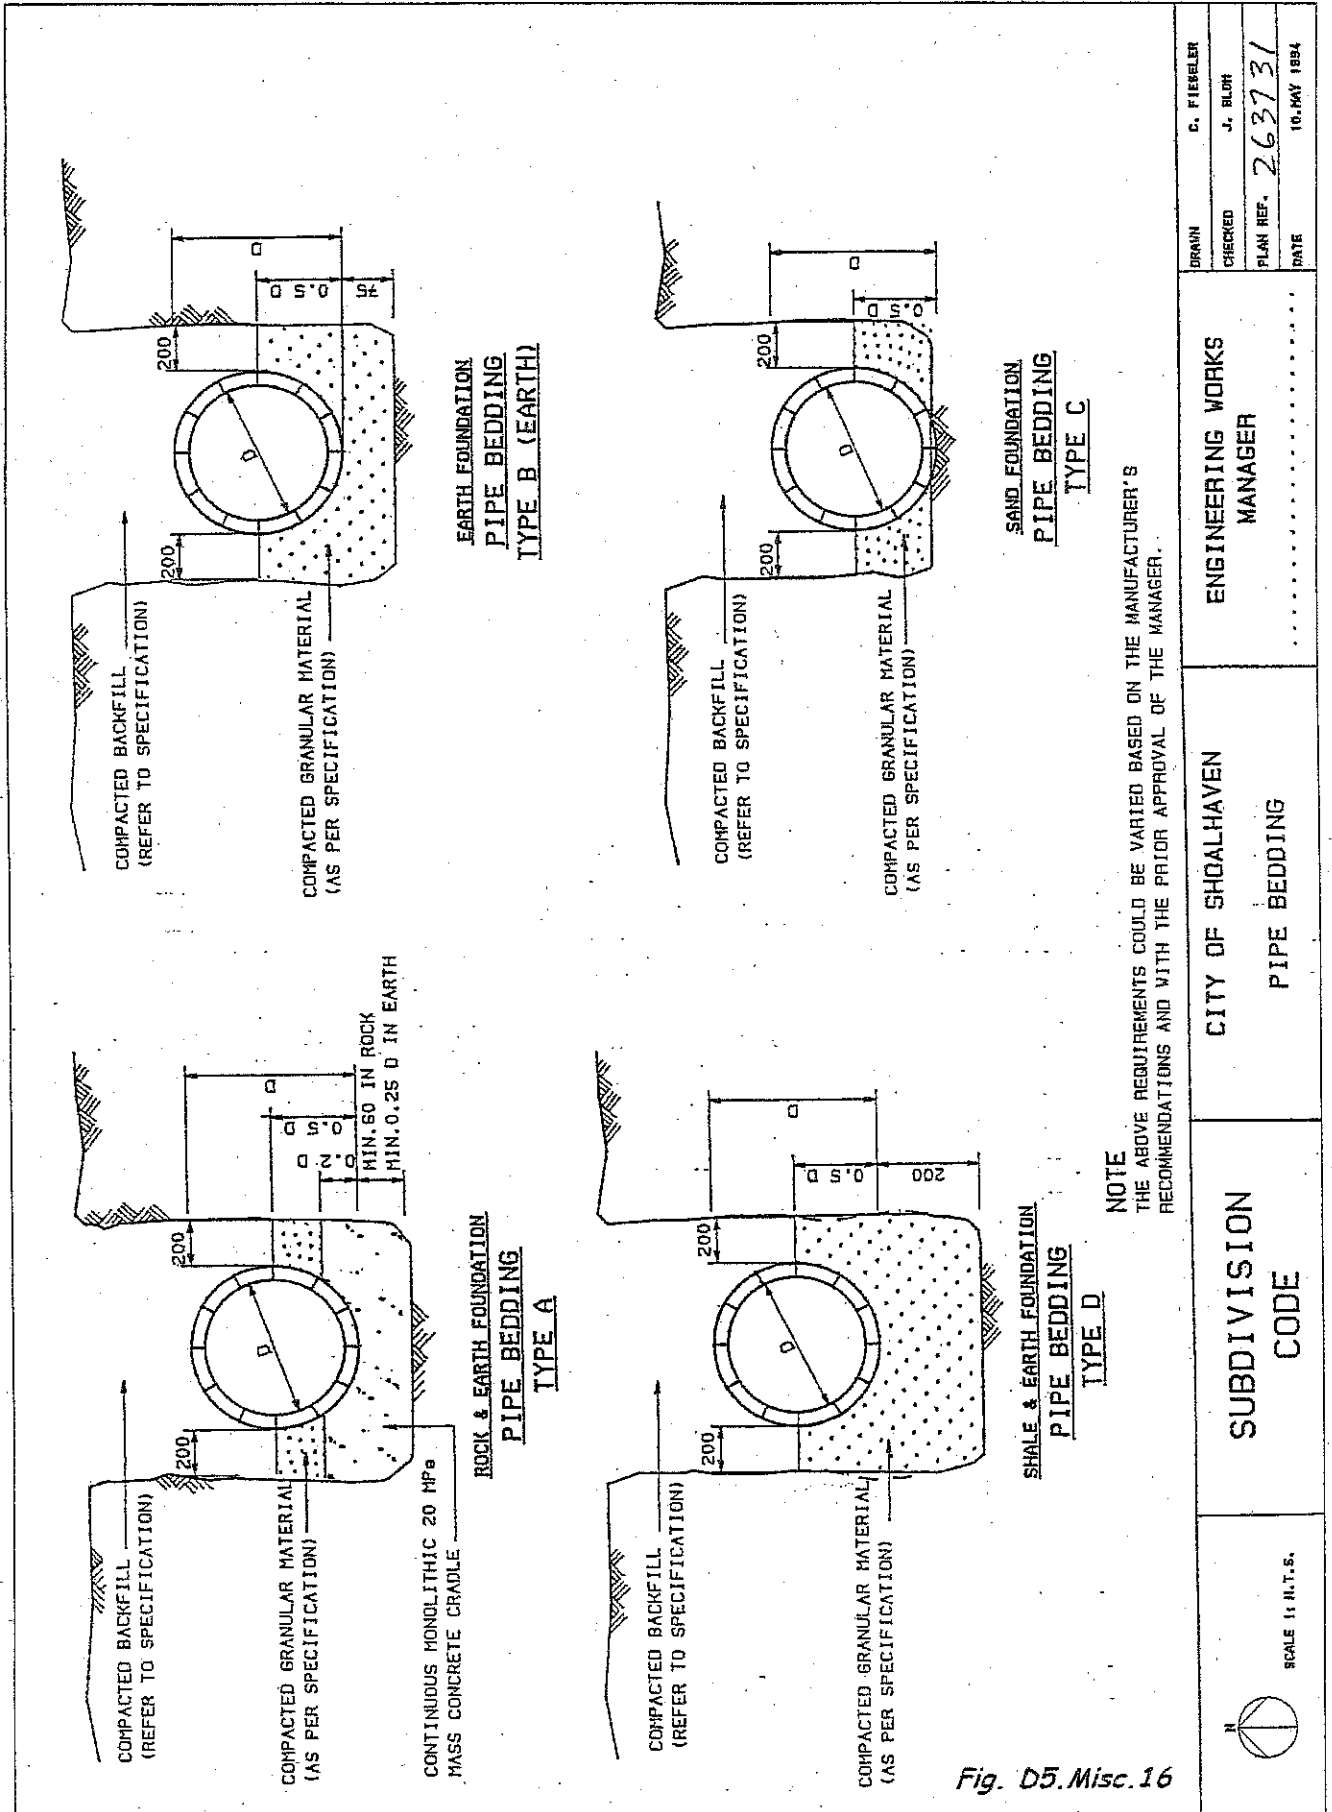 COMPACTED BACKFILL
(REFER TO SPECIFICATION)
200
200
COMPACTED GRANULAR MATERIAL
(AS PER SPECIFICATION)
CONTINUOUS MONOLITHIC 20 MPa
MASS CONCRETE CRADLE
D
D
0.5 D
0.2 D
MIN.60 IN ROCK
MIN.0.25 D IN EARTH
ROCK & EARTH FOUNDATION
PIPE BEDDING
TYPE A
COMPACTED BACKFILL
(REFER TO SPECIFICATION)
200
200
COMPACTED GRANULAR MATERIAL
(AS PER SPECIFICATION)
D
D
0.5 D
75
EARTH FOUNDATION
PIPE BEDDING
TYPE B (EARTH)
COMPACTED BACKFILL
(REFER TO SPECIFICATION)
200
200
COMPACTED GRANULAR MATERIAL
(AS PER SPECIFICATION)
D
D
0.5 D
200
SHALE & EARTH FOUNDATION
PIPE BEDDING
TYPE D
COMPACTED BACKFILL
(REFER TO SPECIFICATION)
200
200
COMPACTED GRANULAR MATERIAL
(AS PER SPECIFICATION)
D
D
0.5 D
SAND FOUNDATION
PIPE BEDDING
TYPE C
NOTE
THE ABOVE REQUIREMENTS COULD BE VARIED BASED ON THE MANUFACTURER'S
RECOMMENDATIONS AND WITH THE PRIOR APPROVAL OF THE MANAGER.
N
SCALE 1: N.T.S.
SUBDIVISION
CODE
CITY OF SHOALHAVEN
PIPE BEDDING
ENGINEERING WORKS
MANAGER
DRAWN C. FIEBELER
CHECKED J. BLOM
PLAN REF. 263731
DATE 10.MAY 1994
Fig. D5.Misc.16